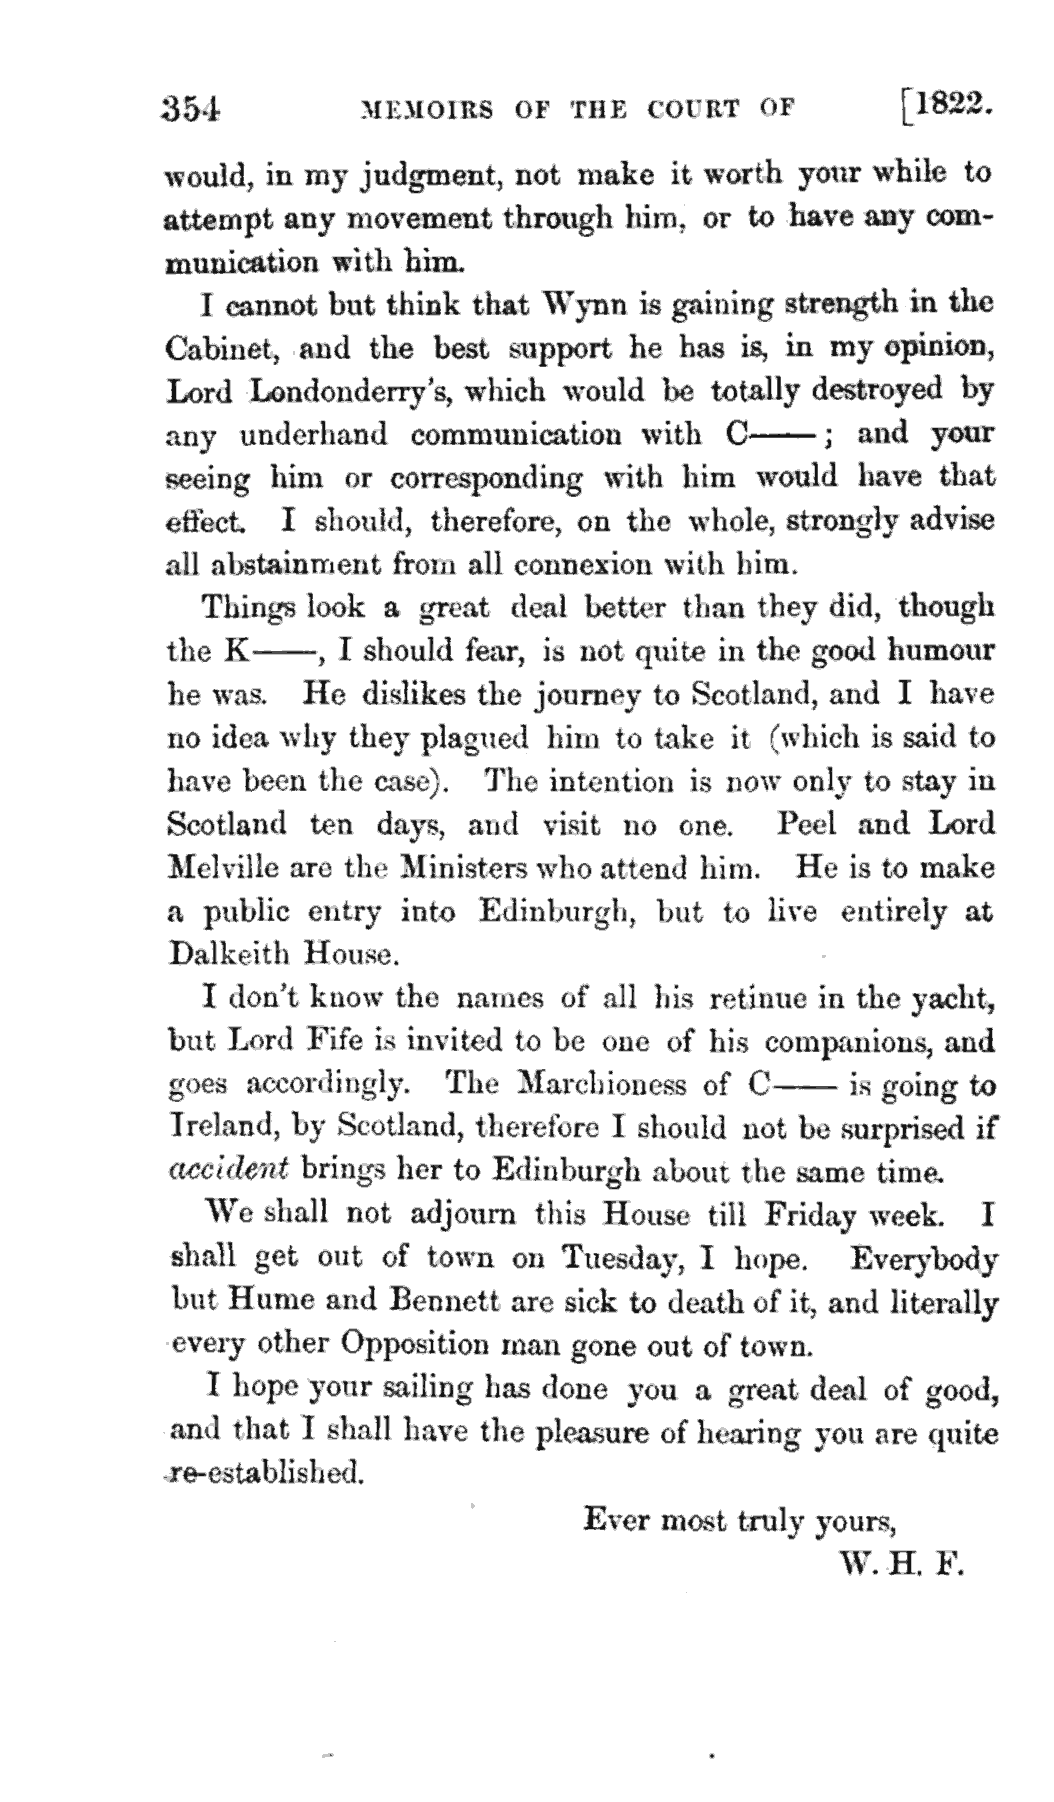 354 MEMOIRS OF THE COURT OF [1822.
would, in my judgment, not make it worth your while to
attempt any movement through him, or to have any com-
munication with him.
I cannot but think that Wynn is gaining strength in the
Cabinet, and the best support he has is, in my opinion,
Lord Londonderry's, which would be totally destroyed by
any underhand communication with C——; and your
seeing him or corresponding with him would have that
effect. I should, therefore, on the whole, strongly advise
all abstainment from all connexion with him.
Things look a great deal better than they did, though
the K——, I should fear, is not quite in the good humour
he was. He dislikes the journey to Scotland, and I have
no idea why they plagued him to take it (which is said to
have been the case). The intention is now only to stay in
Scotland ten days, and visit no one. Peel and Lord
Melville are the Ministers who attend him. He is to make
a public entry into Edinburgh, but to live entirely at
Dalkeith House.
I don't know the names of all his retinue in the yacht,
but Lord Fife is invited to be one of his companions, and
goes accordingly. The Marchioness of C—— is going to
Ireland, by Scotland, therefore I should not be surprised if
accident brings her to Edinburgh about the same time.
We shall not adjourn this House till Friday week. I
shall get out of town on Tuesday, I hope. Everybody
but Hume and Bennett are sick to death of it, and literally
every other Opposition man gone out of town.
I hope your sailing has done you a great deal of good,
and that I shall have the pleasure of hearing you are quite
re-established.
Ever most truly yours,
W. H. F.